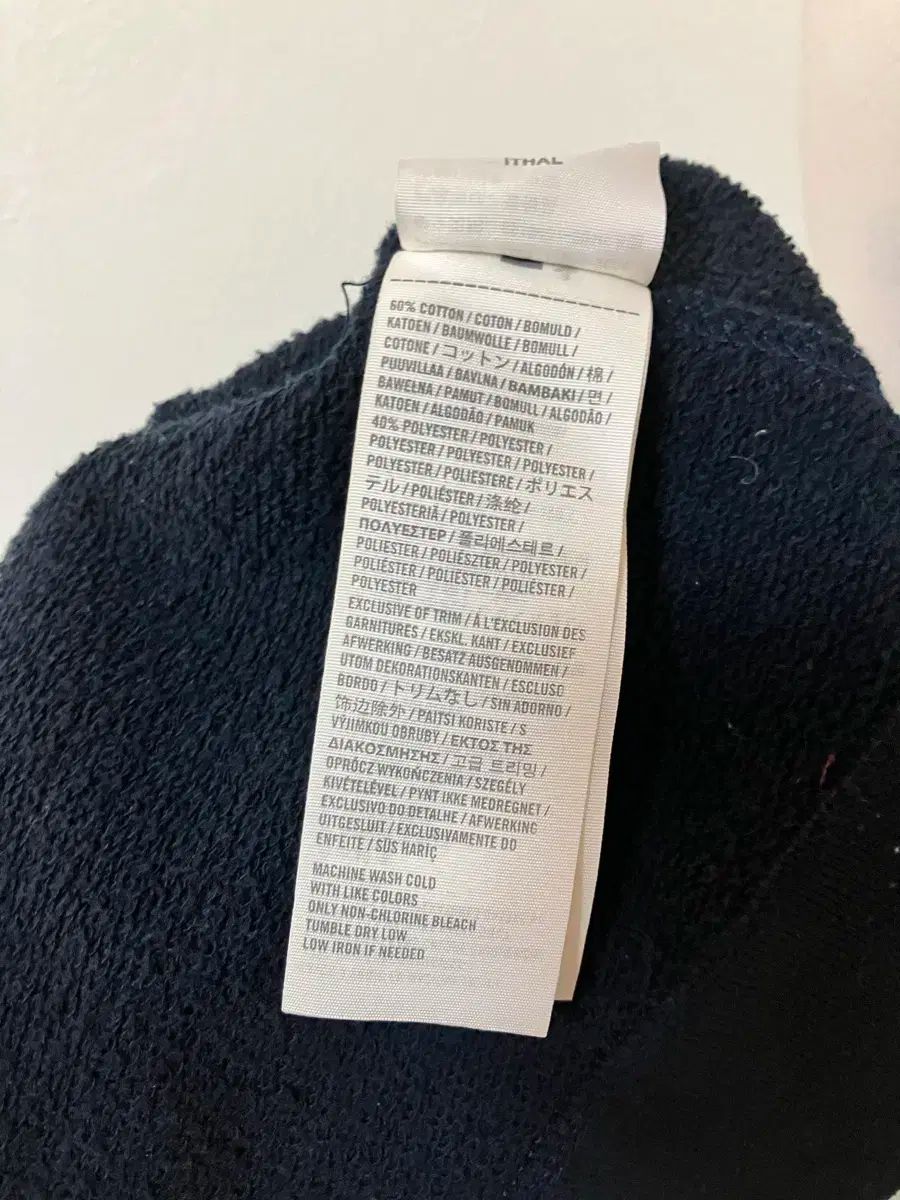 60% COTTON / COTON / BOMULD /
KATOEN / BAUMWOLLE / BOMULL /
COTONE / コットン / ALGODÓN / 棉 /
PUUVILLAA / BAVLNA / ΒΑΜΒΑΚΙ / 면 /
BAWEŁNA / PAMUT / BOMULL / ALGODÃO /
KATOEN / ALGODÃO / PAMUK
40% POLYESTER / POLYESTER /
POLYESTER / POLYESTER / POLYESTER /
POLYESTER / POLIESTERE / ポリエス
テル / POLIÉSTER / 涤纶 /
POLYESTERIÄ / POLYESTER /
ΠΟΛΥΕΣΤΕΡ / 폴리에스테르 /
POLIESTER / POLIÉSZTER / POLYESTER /
POLIÉSTER / POLIESTER / POLIÉSTER /
POLYESTER
EXCLUSIVE OF TRIM / À L'EXCLUSION DES
GARNITURES / EKSKL. KANT / EXCLUSIEF
AFWERKING / BESATZ AUSGENOMMEN /
UTOM DEKORATIONSKANTEN / ESCLUSO
BORDO / トリムなし / SIN ADORNO /
饰边除外 / PAITSI KORISTE / S
VÝJIMKOU OBRUBY / ΕΚΤΟΣ ΤΗΣ
ΔΙΑΚΟΣΜΗΣΗΣ / 고급 트리밍 /
OPRÓCZ WYKOŃCZENIA / SZEGÉLY
KIVÉTELÉVEL / PYNT IKKE MEDREGNET /
EXCLUSIVO DO DETALHE / AFWERKING
UITGESLUIT / EXCLUSIVAMENTE DO
ENFEITE / SÜS HARİÇ
MACHINE WASH COLD
WITH LIKE COLORS
ONLY NON-CHLORINE BLEACH
TUMBLE DRY LOW
LOW IRON IF NEEDED